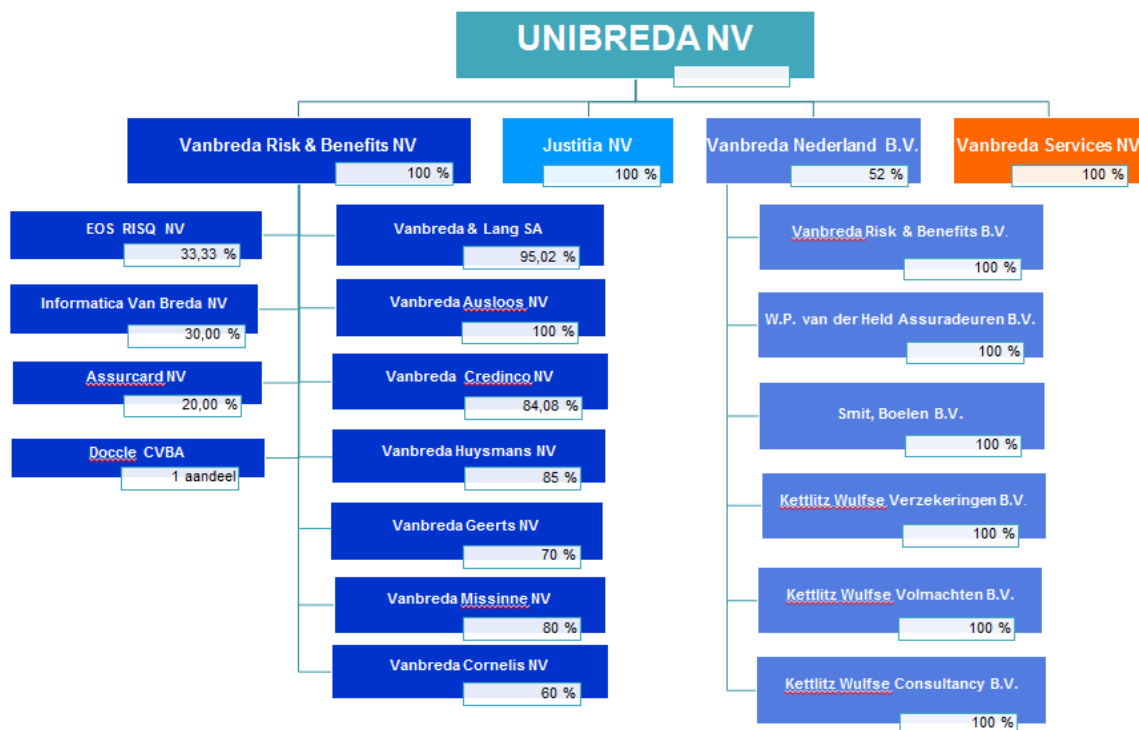 UNIBREDA NV
Vanbreda Risk & Benefits NV
100 %
Justitia NV
100 %
Vanbreda Nederland B.V.
52 %
Vanbreda Services NV
100 %
EOS RISQ NV
33,33 %
Informatica Van Breda NV
30,00 %
Assurcard NV
20,00 %
Doccle CVBA
1 aandeel
Vanbreda & Lang SA
95,02 %
Vanbreda Ausloos NV
100 %
Vanbreda Credinco NV
84,08 %
Vanbreda Huysmans NV
85 %
Vanbreda Geerts NV
70 %
Vanbreda Missinne NV
80 %
Vanbreda Cornelis NV
60 %
Vanbreda Risk & Benefits B.V.
100 %
W.P. van der Held Assuradeuren B.V.
100 %
Smit, Boelen B.V.
100 %
Kettlitz Wulfse Verzekeringen B.V.
100 %
Kettlitz Wulfse Volmachten B.V.
100 %
Kettlitz Wulfse Consultancy B.V.
100 %